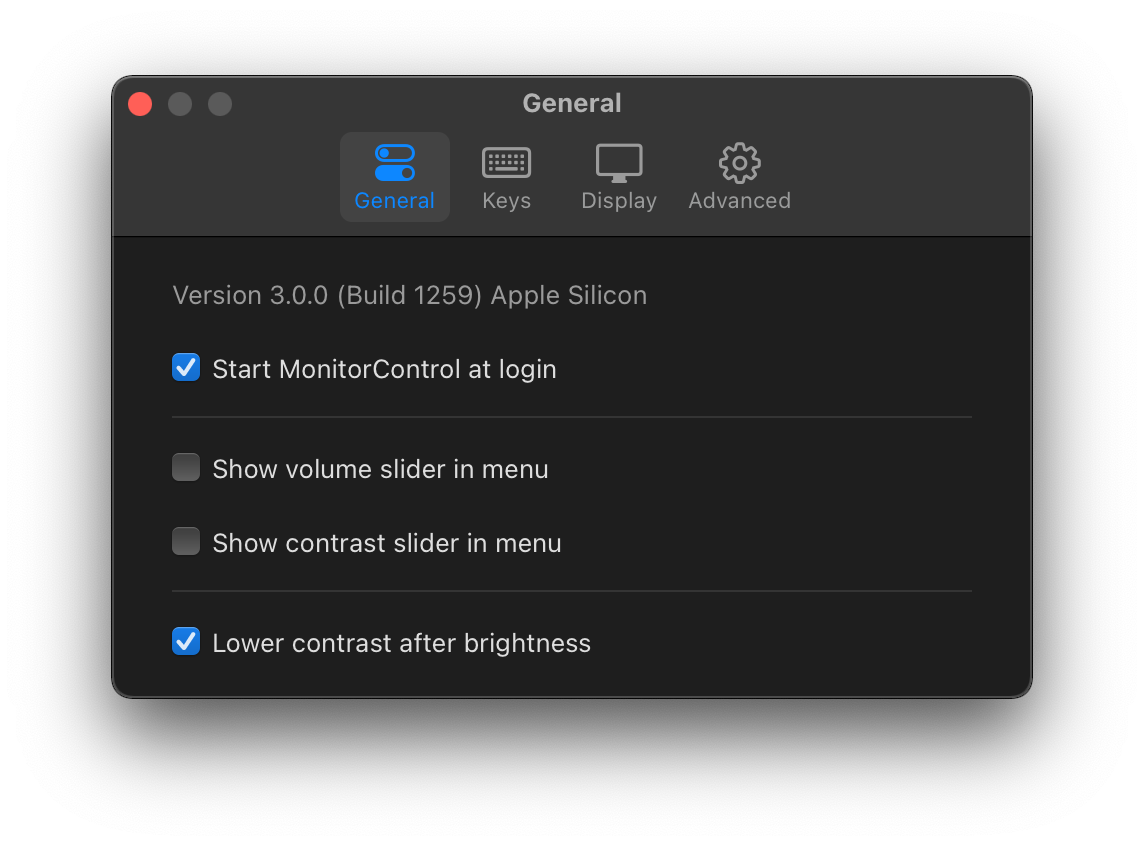 General
General Keys Display Advanced
Version 3.0.0 (Build 1259) Apple Silicon
Start MonitorControl at login
Show volume slider in menu
Show contrast slider in menu
Lower contrast after brightness